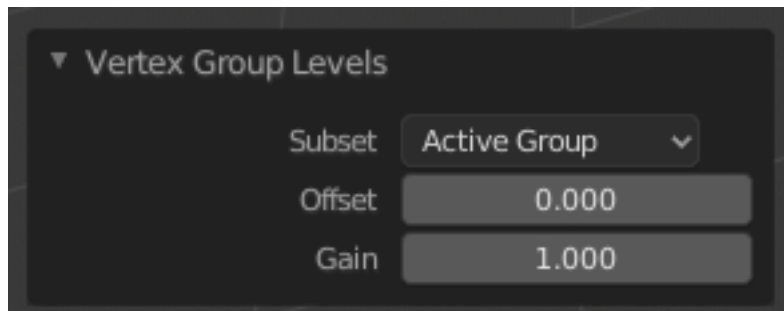 Vertex Group Levels
Subset Active Group
Offset 0.000
Gain 1.000